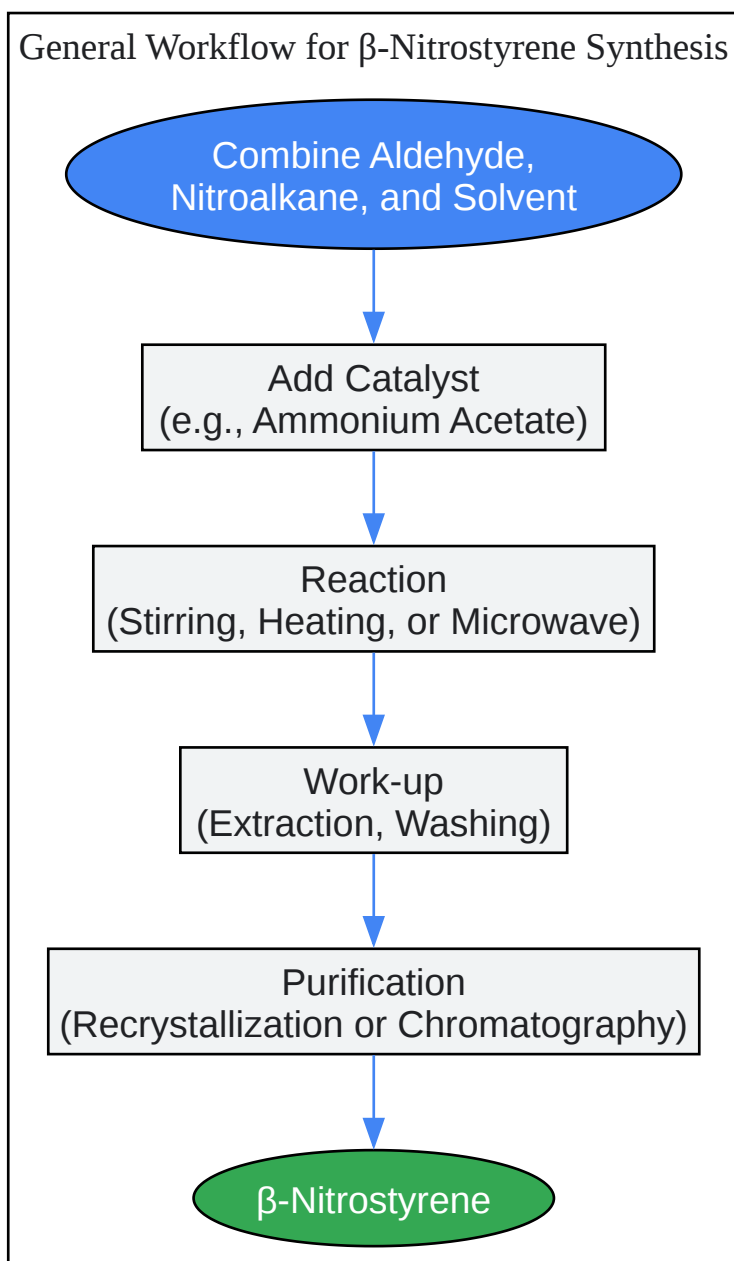 General Workflow for β-Nitrostyrene Synthesis
Combine Aldehyde,
Nitroalkane, and Solvent
Add Catalyst
(e.g., Ammonium Acetate)
Reaction
(Stirring, Heating, or Microwave)
Work-up
(Extraction, Washing)
Purification
(Recrystallization or Chromatography)
β-Nitrostyrene